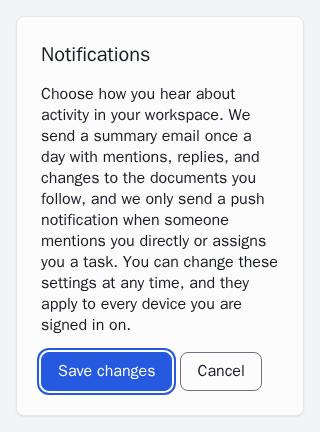 Notifications
Choose how you hear about
activity in your workspace. We
send a summary email once a
day with mentions, replies, and
changes to the documents you
follow, and we only send a push
notification when someone
mentions you directly or assigns
you a task. You can change these
settings at any time, and they
apply to every device you are
signed in on.
Save changes
Cancel